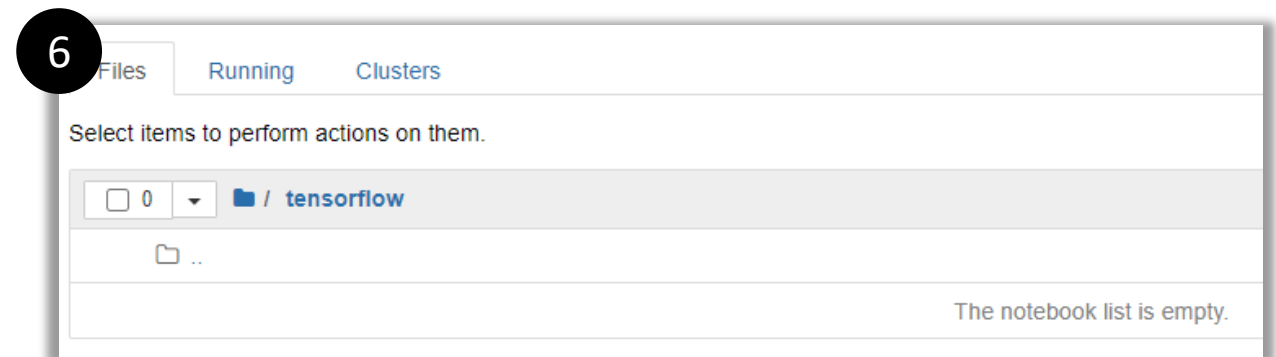 6
Files Running Clusters
Select items to perform actions on them.
0 / tensorflow
..
The notebook list is empty.